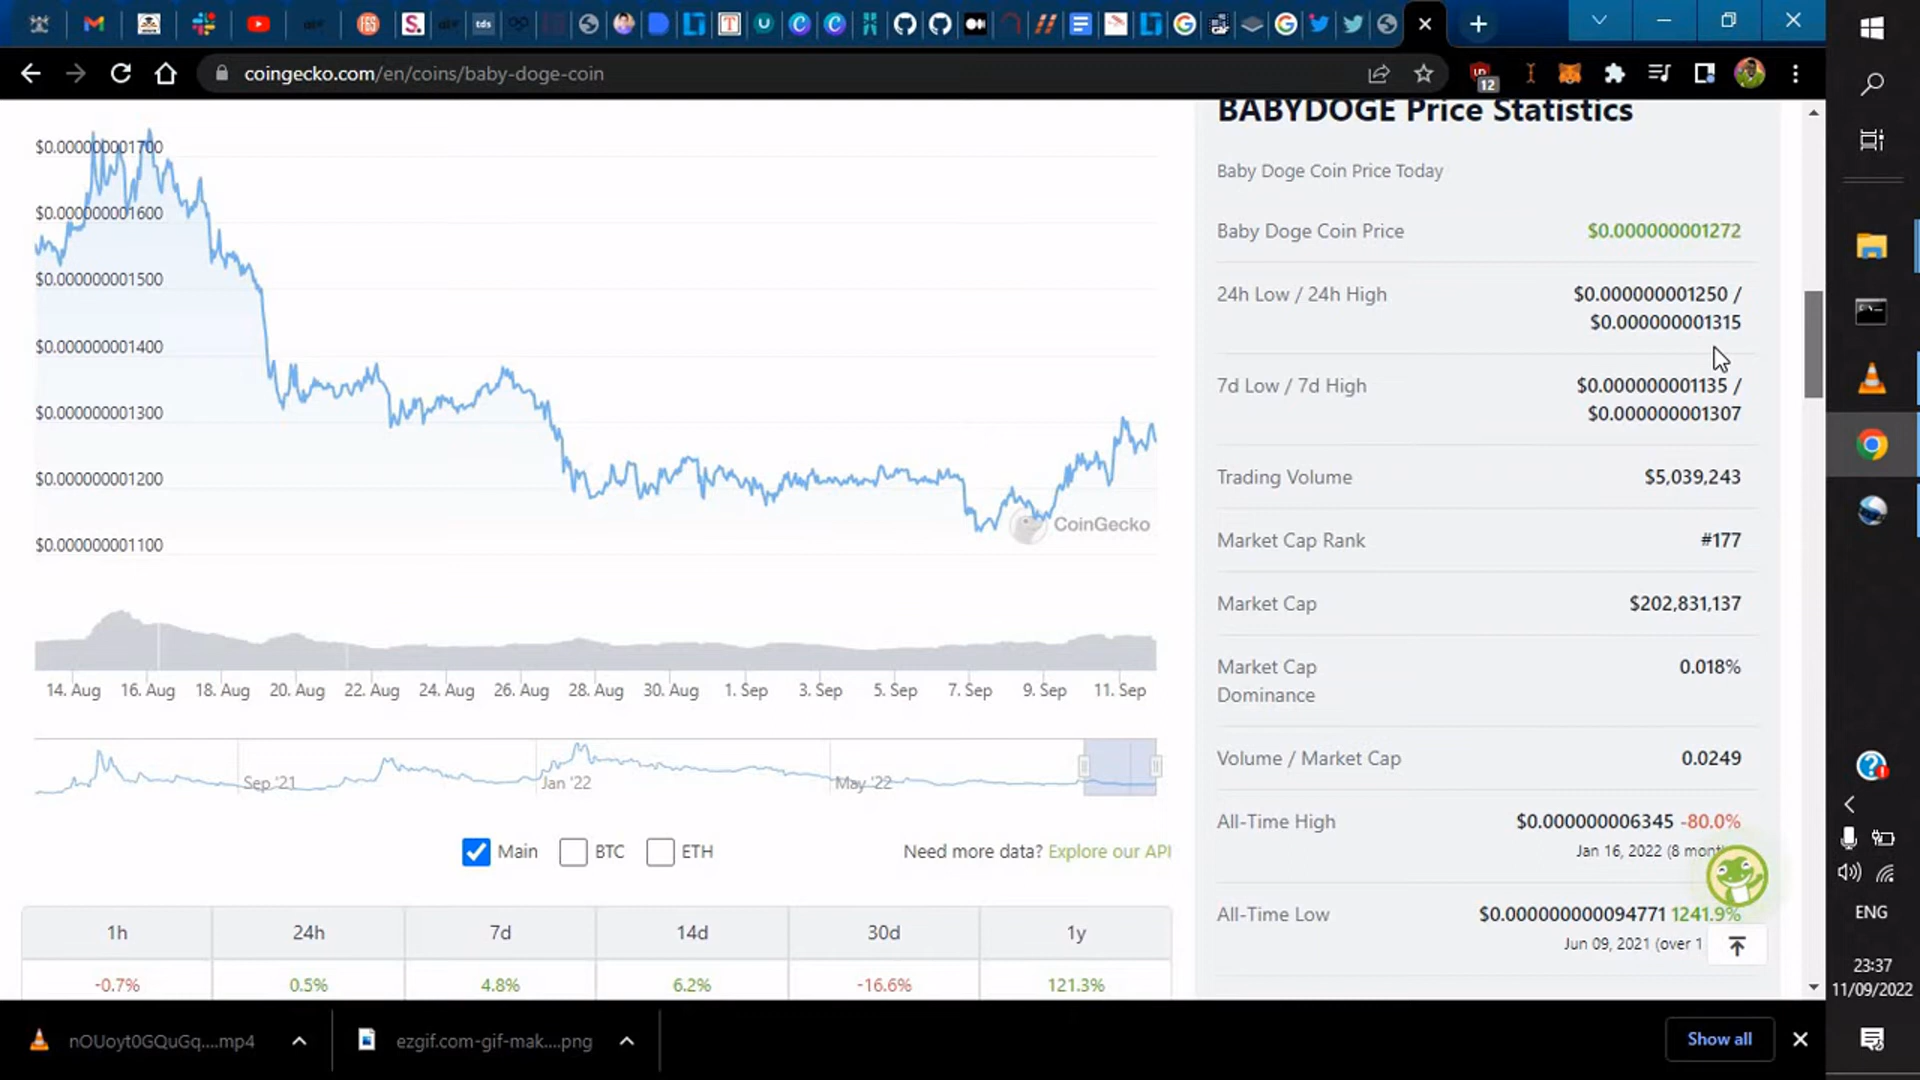 coingecko.com/en/coins/baby-doge-coin
12
BABYDOGE Price Statistics
Baby Doge Coin Price Today
Baby Doge Coin Price $0.000000001272
24h Low / 24h High $0.000000001250 /
$0.000000001315
7d Low / 7d High $0.000000001135 /
$0.000000001307
Trading Volume $5,039,243
Market Cap Rank #177
Market Cap $202,831,137
Market Cap
Dominance 0.018%
Volume / Market Cap 0.0249
All-Time High $0.000000006345 -80.0%
Jan 16, 2022 (8 mont
All-Time Low $0.000000000094771 1241.9%
Jun 09, 2021 (over 1
$0.000000001700
$0.000000001600
$0.000000001500
$0.000000001400
$0.000000001300
$0.000000001200
$0.000000001100
CoinGecko
14. Aug 16. Aug 18. Aug 20. Aug 22. Aug 24. Aug 26. Aug 28. Aug 30. Aug 1. Sep 3. Sep 5. Sep 7. Sep 9. Sep 11. Sep
Sep '21 Jan '22 May '22
Main BTC ETH Need more data? Explore our API
1h 24h 7d 14d 30d 1y
-0.7% 0.5% 4.8% 6.2% -16.6% 121.3%
nOUoyt0GQuGq....mp4 ezgif.com-gif-mak....png Show all
ENG
23:37
11/09/2022